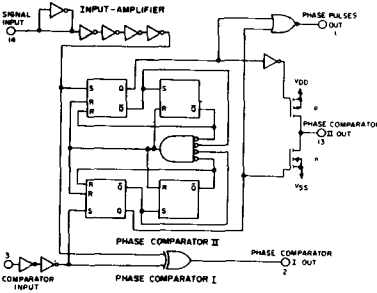 INPUT-AMPLIFIER
SIGNAL
INPUT
14
PHASE PULSES
OUT
1
S Q
R
R Q̅
S
Q
VDD
P
PHASE COMPARATOR
II OUT
13
n
VSS
R Q̅
R
S Q
R
Q̅
PHASE COMPARATOR II
3
COMPARATOR
INPUT
PHASE COMPARATOR I
PHASE COMPARATOR
I OUT
2